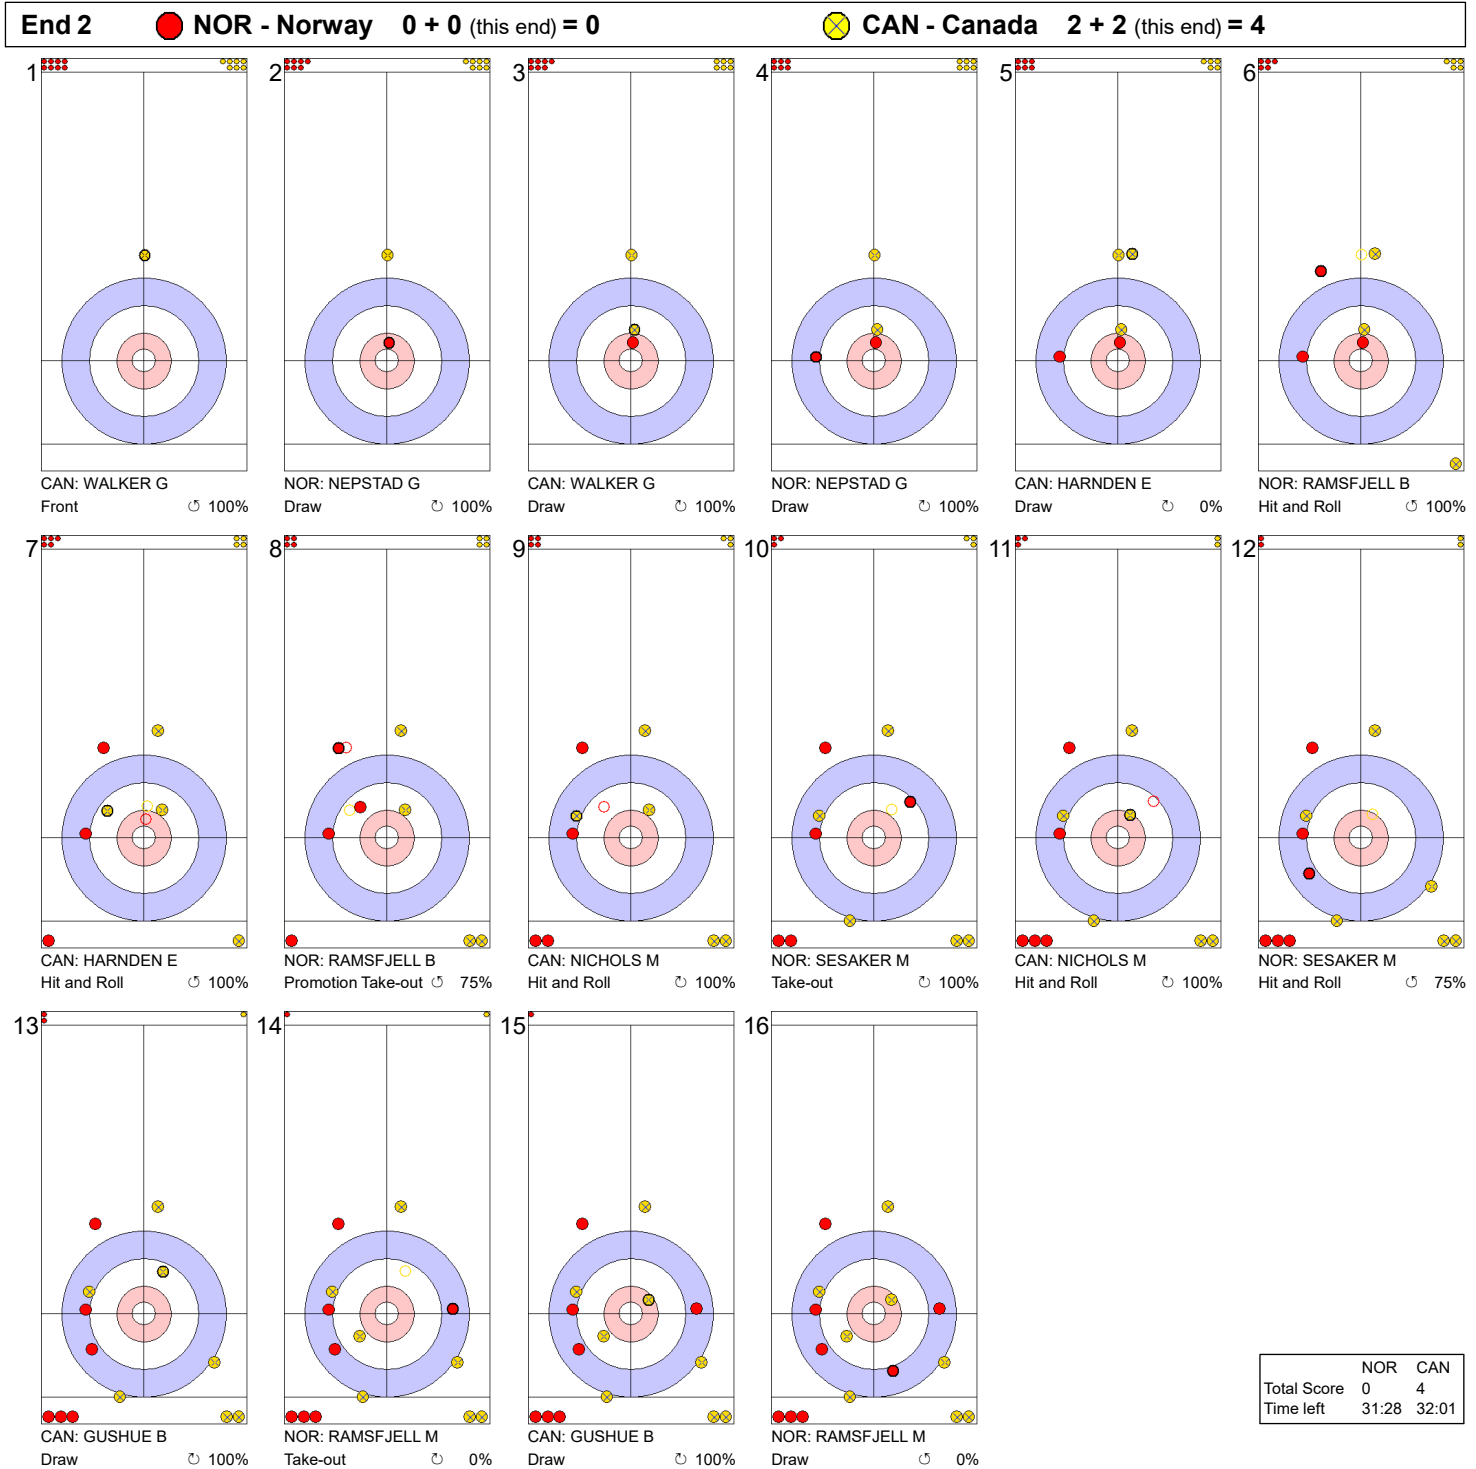 End 2 NOR - Norway 0 + 0 (this end) = 0 CAN - Canada 2 + 2 (this end) = 4
1 2 3 4 5 6
CAN: WALKER G NOR: NEPSTAD G CAN: WALKER G NOR: NEPSTAD G CAN: HARNDEN E NOR: RAMSFJELL B
Front ↺ 100% Draw ↻ 100% Draw ↻ 100% Draw ↺ 100% Draw ↻ 0% Hit and Roll ↻ 100%
7 8 9 10 11 12
CAN: HARNDEN E NOR: RAMSFJELL B CAN: NICHOLS M NOR: SESAKER M CAN: NICHOLS M NOR: SESAKER M
Hit and Roll ↺ 100% Promotion Take-out ↺ 75% Hit and Roll ↻ 100% Take-out ↻ 100% Hit and Roll ↺ 100% Hit and Roll ↺ 75%
13 14 15 16
CAN: GUSHUE B NOR: RAMSFJELL M CAN: GUSHUE B NOR: RAMSFJELL M
Draw ↻ 100% Take-out ↺ 0% Draw ↻ 100% Draw ↺ 0%
NOR CAN
Total Score 0 4
Time left 31:28 32:01